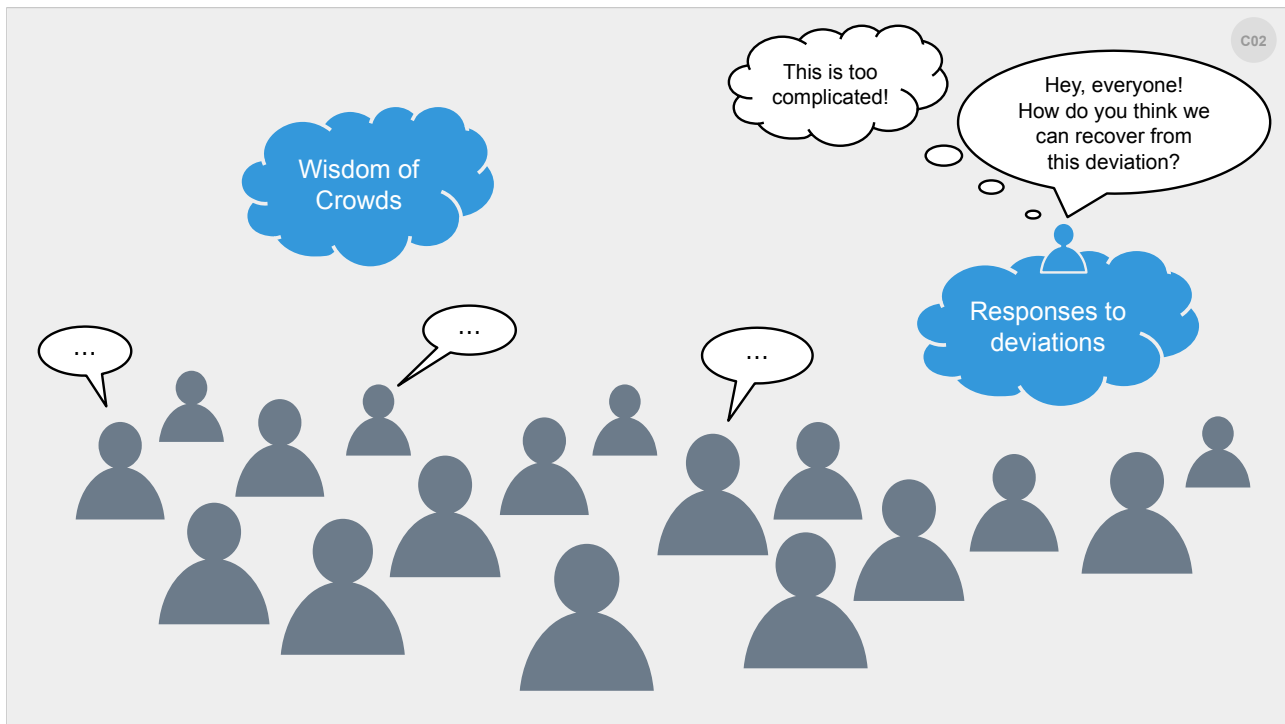 C02
This is too
complicated!
Hey, everyone!
How do you think we
can recover from
this deviation?
Wisdom of
Crowds
Responses to
deviations
...
...
...